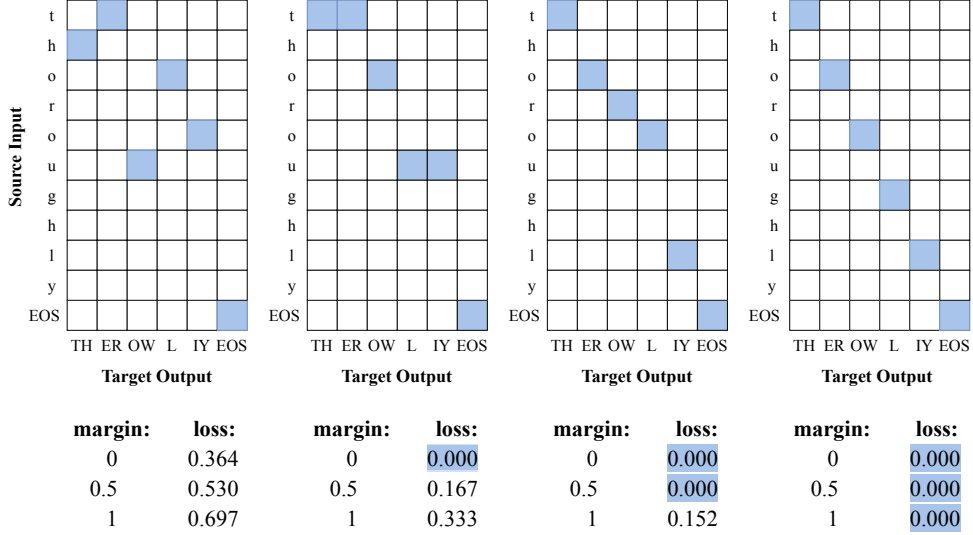 Source Input
t
h
o
r
o
u
g
h
l
y
EOS
TH ER OW L IY EOS
Target Output
margin: loss:
0 0.364
0.5 0.530
1 0.697
t
h
o
r
o
u
g
h
l
y
EOS
TH ER OW L IY EOS
Target Output
margin: loss:
0 0.000
0.5 0.167
1 0.333
t
h
o
r
o
u
g
h
l
y
EOS
TH ER OW L IY EOS
Target Output
margin: loss:
0 0.000
0.5 0.000
1 0.152
t
h
o
r
o
u
g
h
l
y
EOS
TH ER OW L IY EOS
Target Output
margin: loss:
0 0.000
0.5 0.000
1 0.000